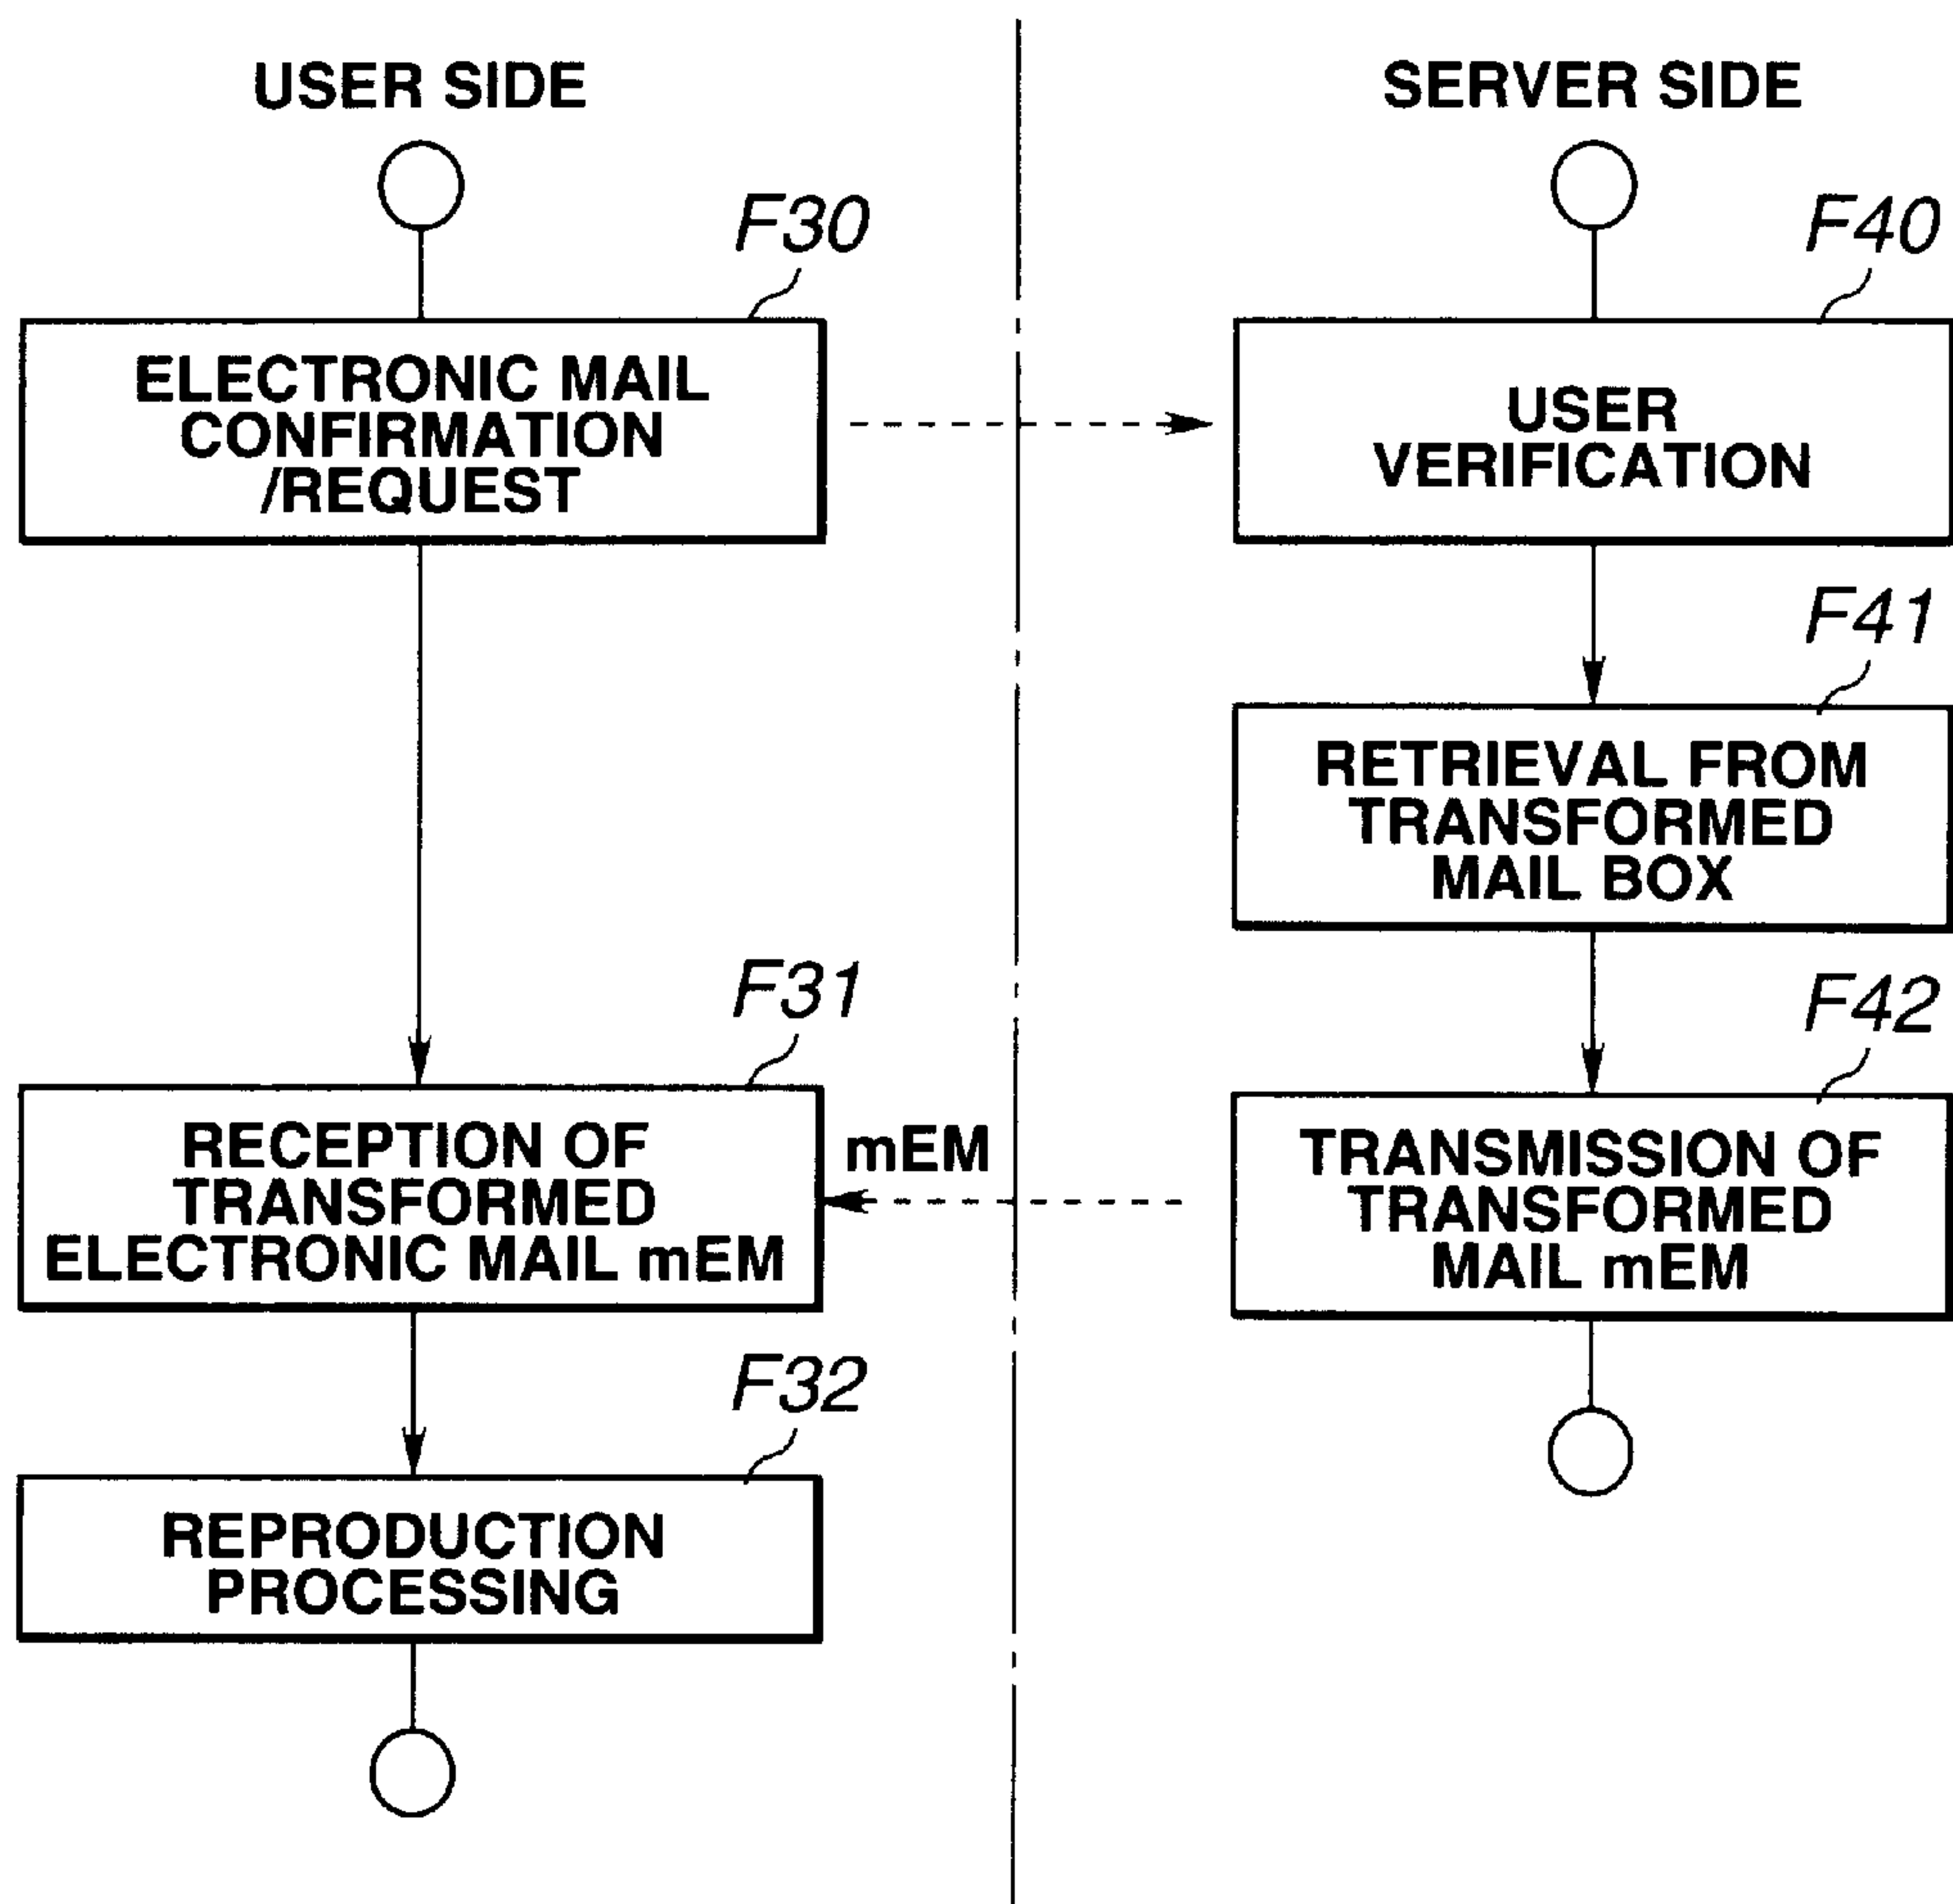 USER SIDE
F30
ELECTRONIC MAIL
CONFIRMATION
/REQUEST
F31
RECEPTION OF
TRANSFORMED
ELECTRONIC MAIL mEM
mEM
F32
REPRODUCTION
PROCESSING
SERVER SIDE
F40
USER
VERIFICATION
F41
RETRIEVAL FROM
TRANSFORMED
MAIL BOX
F42
TRANSMISSION OF
TRANSFORMED
MAIL mEM